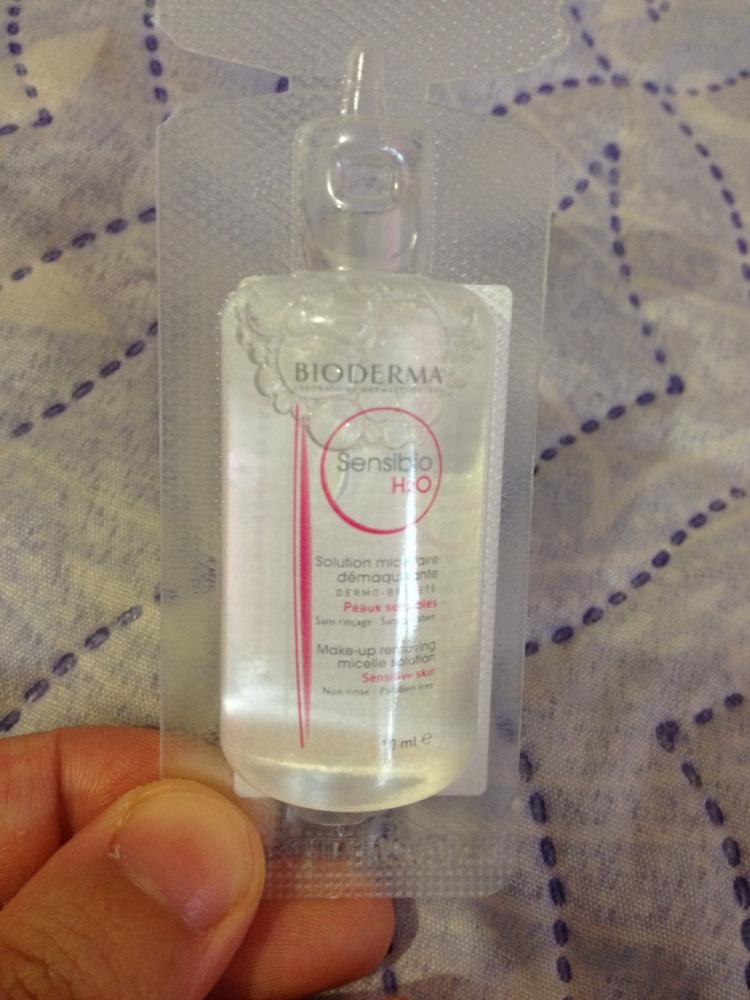 BIODERMA
Sensibio
H2O
Solution micellaire
démaquillante
DERMO-BEAUTÉ
Peaux sensibles
Sans rinçage - Sans paraben
Make-up removing
micelle solution
Sensitive skin
Non-rinse - Paraben free
10 ml ℮